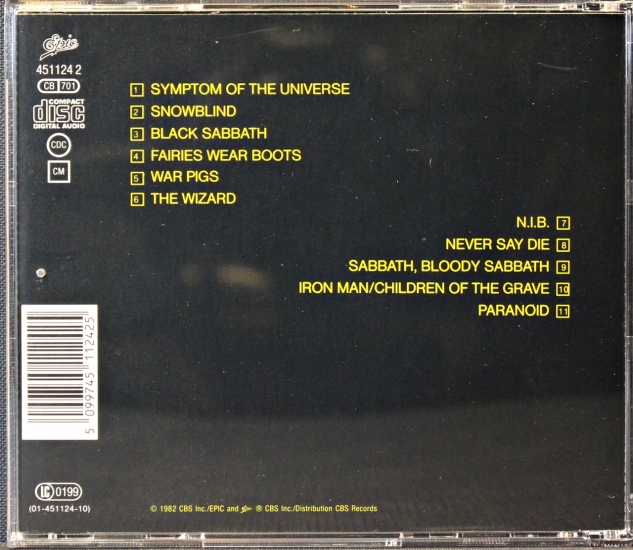 Epic
451124 2
CB 701
COMPACT
disc
DIGITAL AUDIO
CDC
CM
1 SYMPTOM OF THE UNIVERSE
2 SNOWBLIND
3 BLACK SABBATH
4 FAIRIES WEAR BOOTS
5 WAR PIGS
6 THE WIZARD
N.I.B. 7
NEVER SAY DIE 8
SABBATH, BLOODY SABBATH 9
IRON MAN/CHILDREN OF THE GRAVE 10
PARANOID 11
5 099745 112425
LC 0199
(01-451124-10)
© 1982 CBS Inc./EPIC and Epic ® CBS Inc./Distribution CBS Records